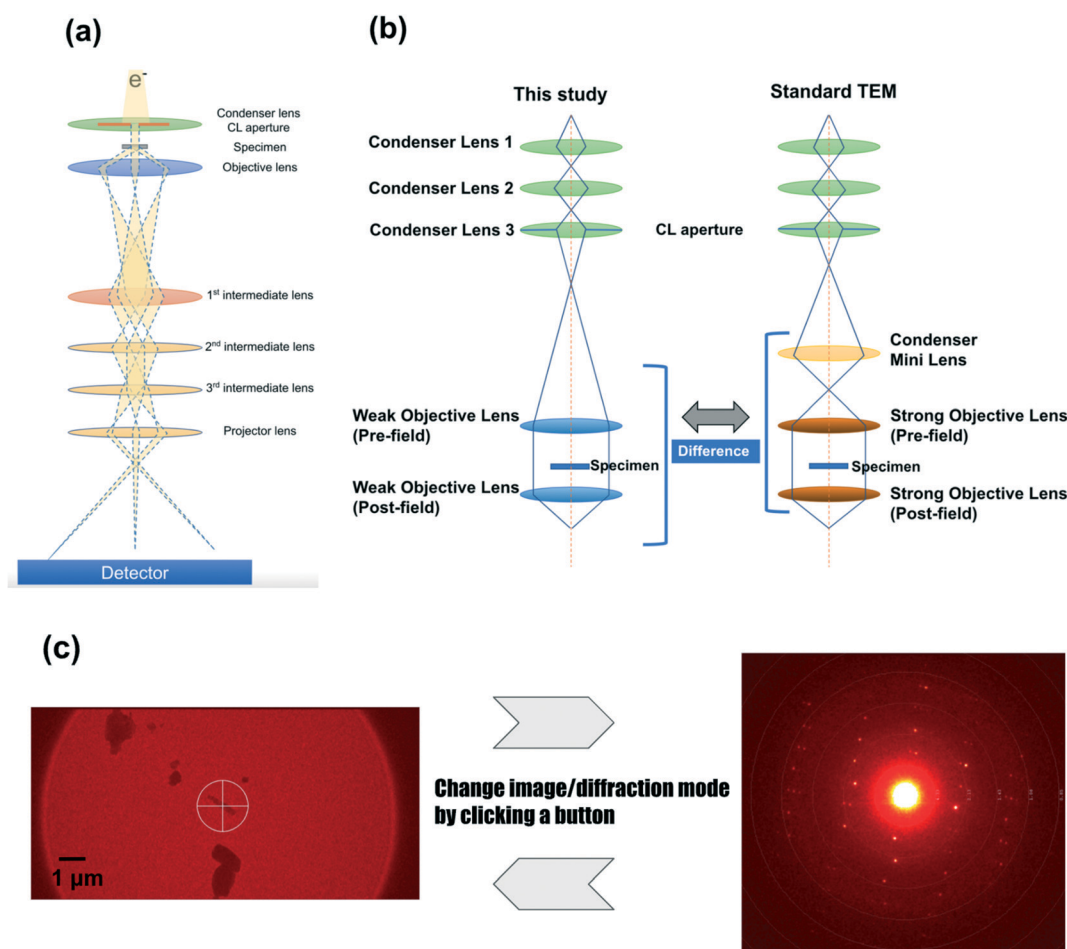 (a)
e-
Condenser lens
CL aperture
Specimen
Objective lens
1st intermediate lens
2nd intermediate lens
3rd intermediate lens
Projector lens
Detector
(b)
This study
Standard TEM
Condenser Lens 1
Condenser Lens 2
Condenser Lens 3
CL aperture
Condenser
Mini Lens
Weak Objective Lens
(Pre-field)
Strong Objective Lens
(Pre-field)
Difference
Specimen
Specimen
Weak Objective Lens
(Post-field)
Strong Objective Lens
(Post-field)
(c)
Change image/diffraction mode
by clicking a button
1 μm